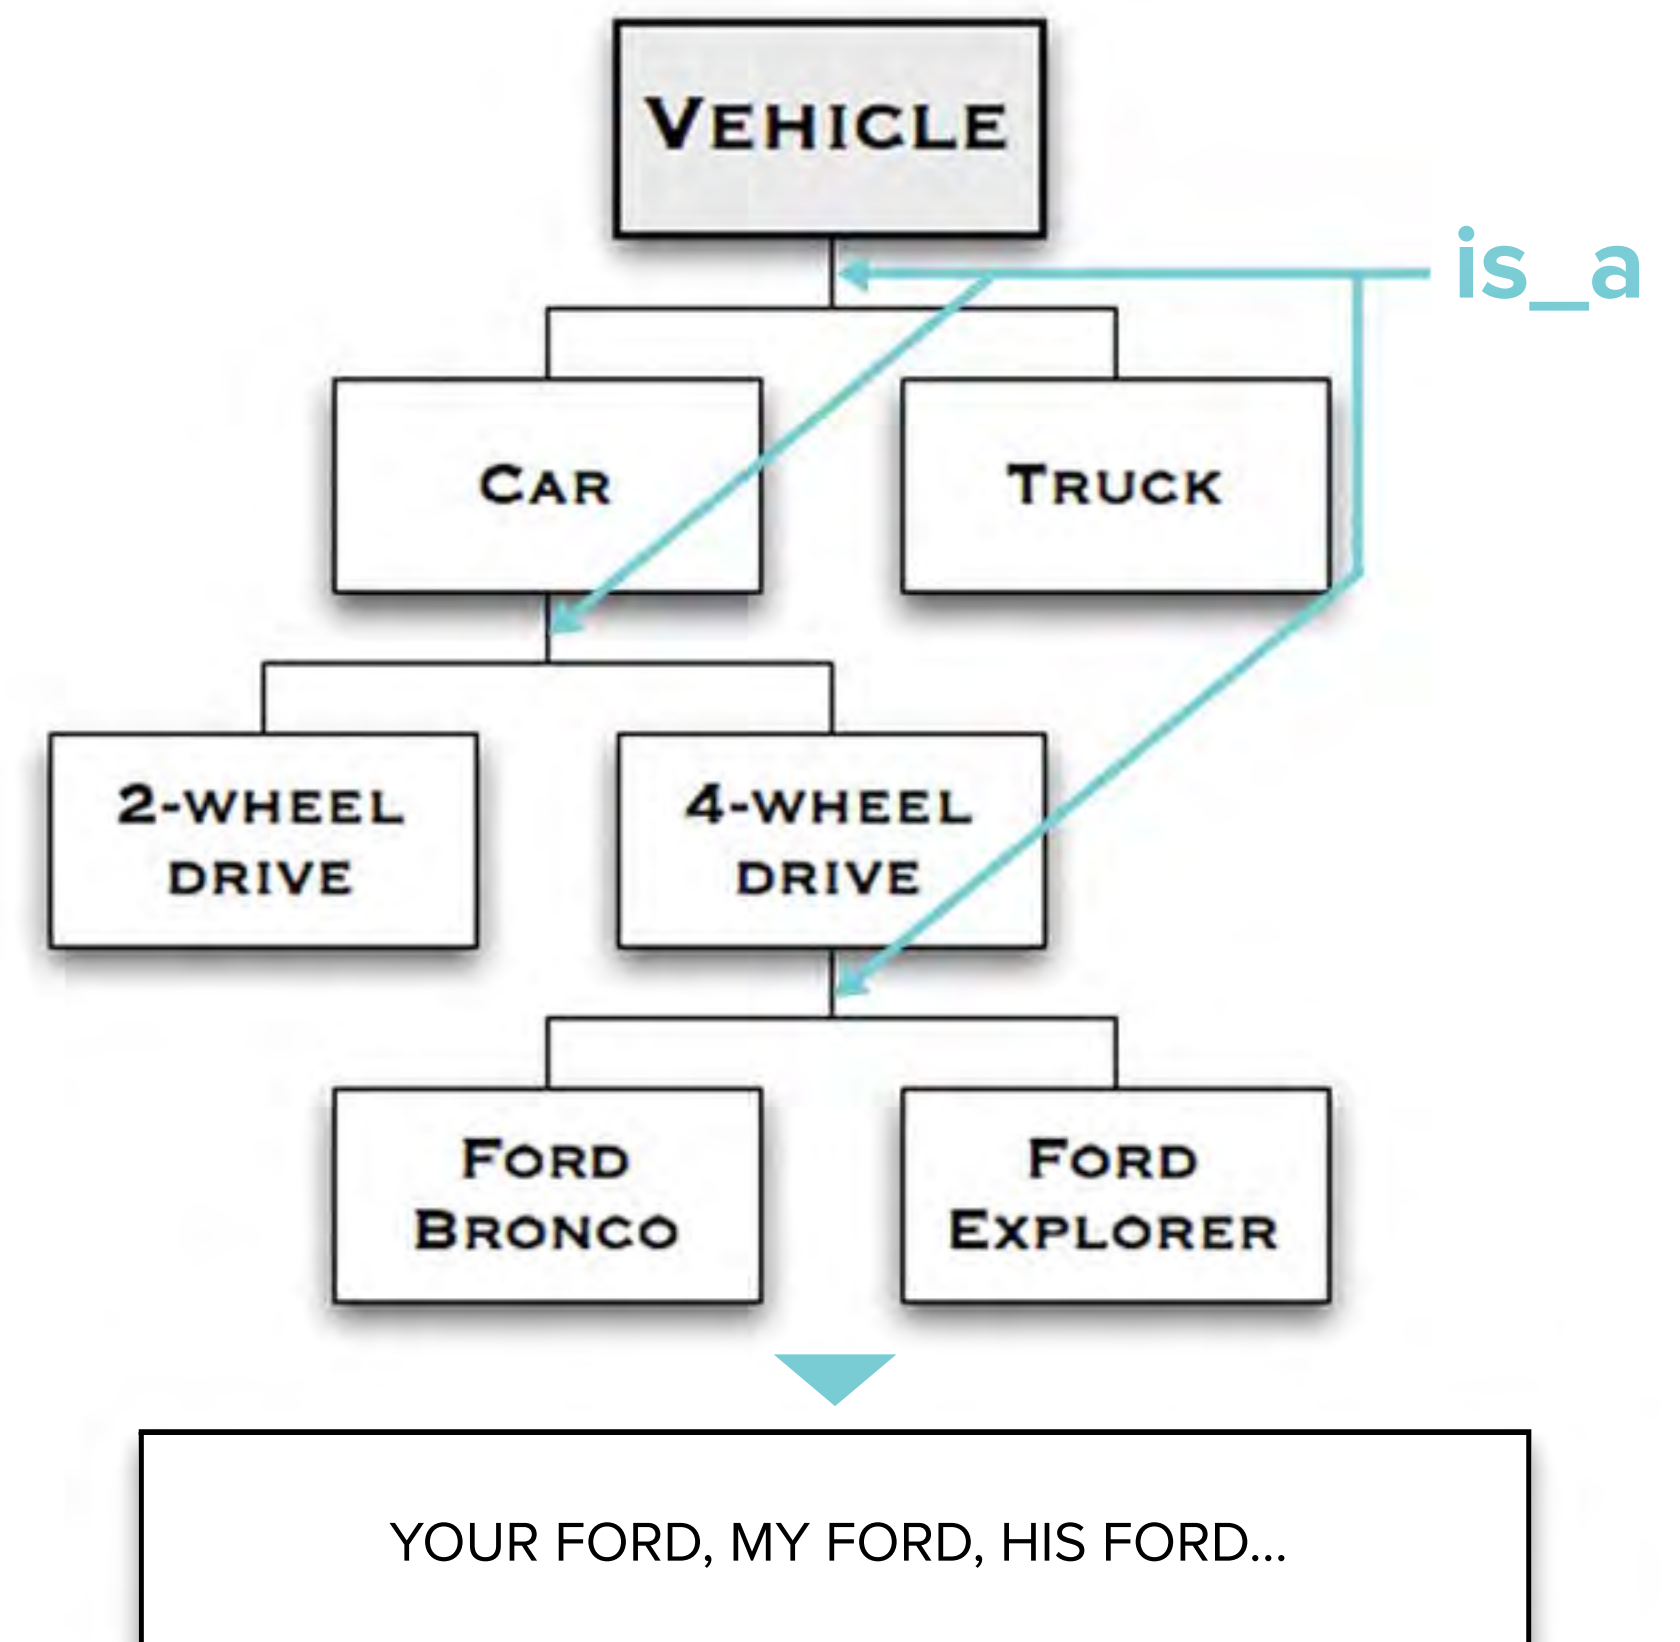 VEHICLE
is_a
CAR
TRUCK
2-WHEEL
DRIVE
4-WHEEL
DRIVE
FORD
BRONCO
FORD
EXPLORER
YOUR FORD, MY FORD, HIS FORD...